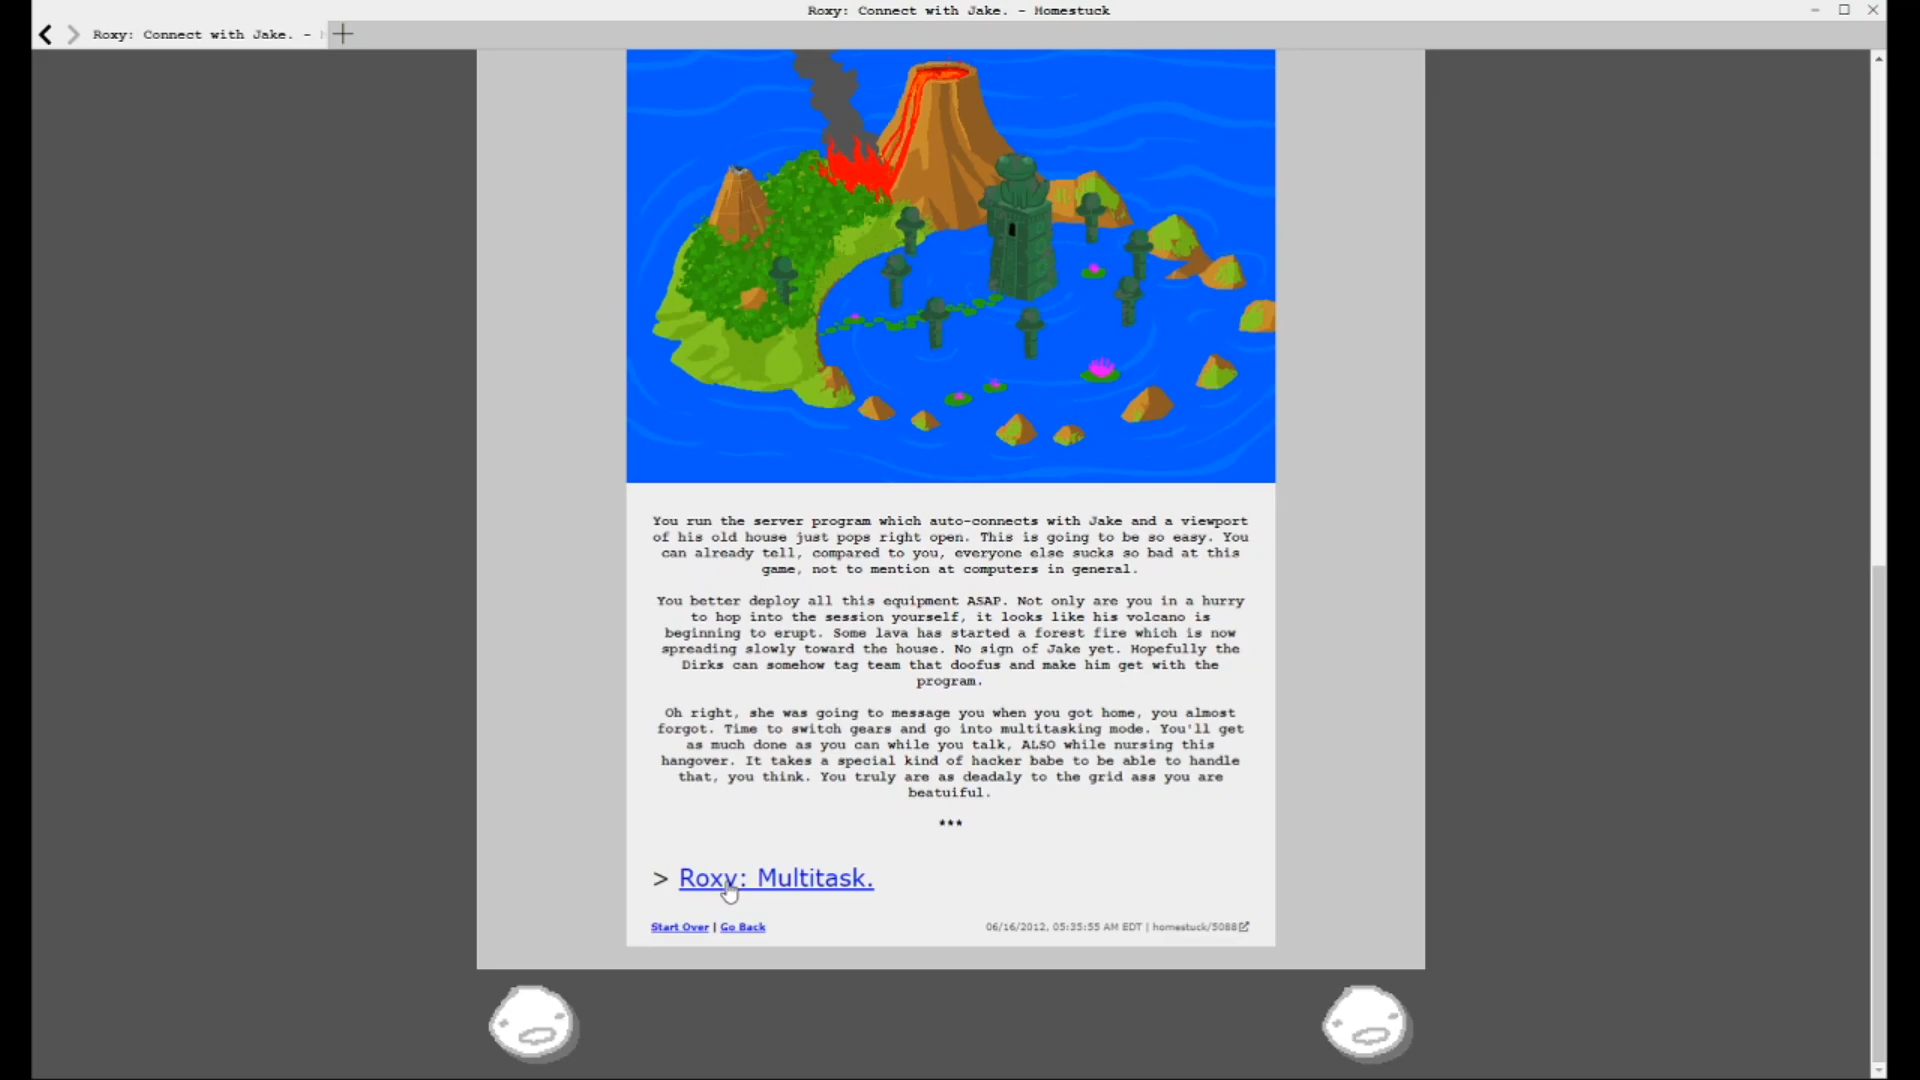 Roxy: Connect with Jake. - Homestuck
Roxy: Connect with Jake. -
You run the server program which auto-connects with Jake and a viewport
of his old house just pops right open. This is going to be so easy. You
can already tell, compared to you, everyone else sucks so bad at this
game, not to mention at computers in general.
You better deploy all this equipment ASAP. Not only are you in a hurry
to hop into the session yourself, it looks like his volcano is
beginning to erupt. Some lava has started a forest fire which is now
spreading slowly toward the house. No sign of Jake yet. Hopefully the
Dirks can somehow tag team that doofus and make him get with the
program.
Oh right, she was going to message you when you got home, you almost
forgot. Time to switch gears and go into multitasking mode. You'll get
as much done as you can while you talk, ALSO while nursing this
hangover. It takes a special kind of hacker babe to be able to handle
that, you think. You truly are as deadaly to the grid ass you are
beatuiful.
***
> Roxy: Multitask.
Start Over | Go Back
06/16/2012, 05:35:55 AM EDT | homestuck/5088